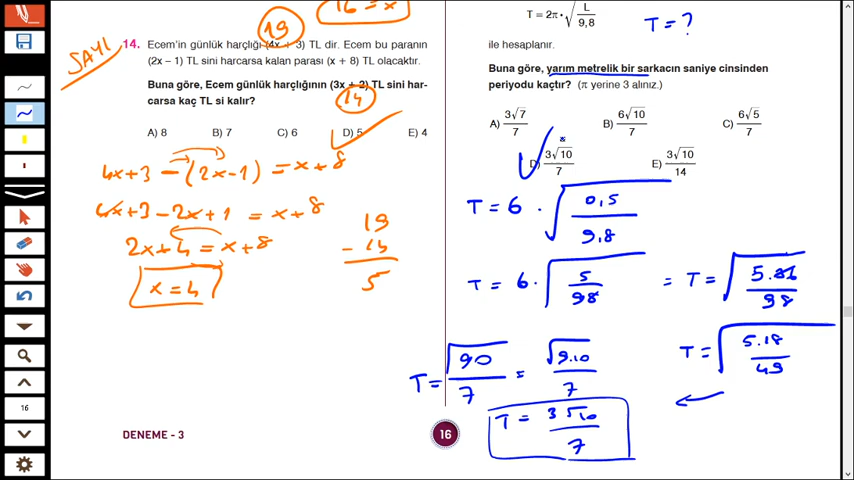 16 = x
19
SAYI
14. Ecem'in günlük harçlığı (4x + 3) TL dir. Ecem bu paranın
(2x – 1) TL sini harcarsa kalan parası (x + 8) TL olacaktır.
Buna göre, Ecem günlük harçlığının (3x + 2) TL sini har-
carsa kaç TL si kalır?
14
A) 8 B) 7 C) 6 D) 5 E) 4
4x+3 -(2x-1) = x+8
4x+3-2x+1 = x+8
2x+4 = x+8
x = 4
19
- 14
5
DENEME - 3
16
T = 2π·√(L/9,8)
T = ?
ile hesaplanır.
Buna göre, yarım metrelik bir sarkacın saniye cinsinden
periyodu kaçtır? (π yerine 3 alınız.)
A) 3√7/7 B) 6√10/7 C) 6√5/7
D) 3√10/7 E) 3√10/14
T = 6 · √(0,5/9,8)
T = 6 · √(5/98) = T = √(5.36/98)
T = √(5.18/49)
T = √90/7 = √9.10/7
T = 3√10/7
16